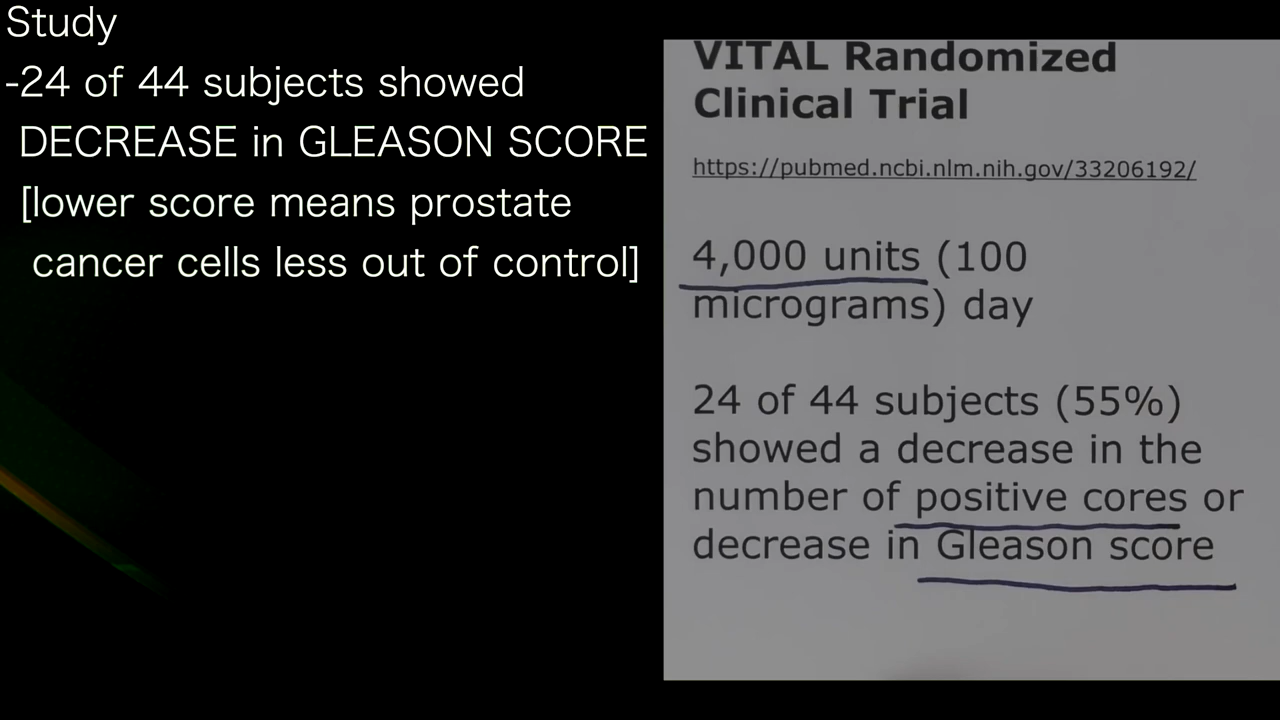 Study
-24 of 44 subjects showed
DECREASE in GLEASON SCORE
[lower score means prostate
cancer cells less out of control]
VITAL Randomized
Clinical Trial
https://pubmed.ncbi.nlm.nih.gov/33206192/
4,000 units (100
micrograms) day
24 of 44 subjects (55%)
showed a decrease in the
number of positive cores or
decrease in Gleason score